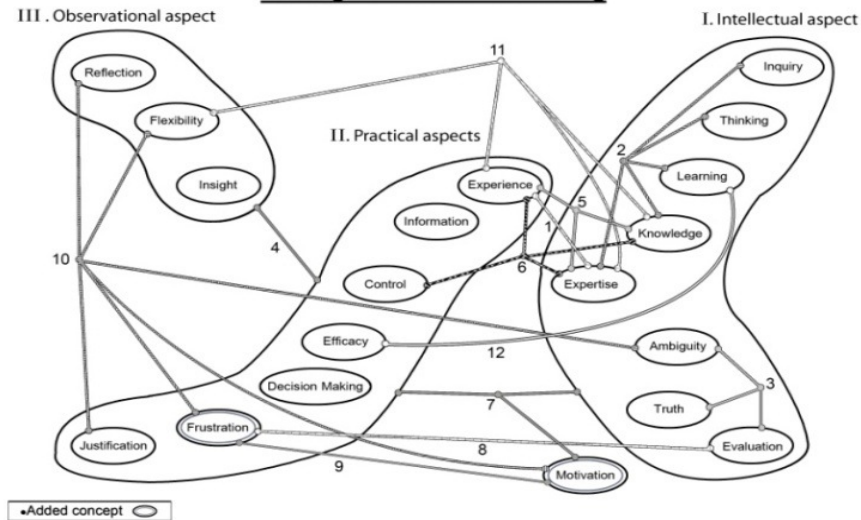 III . Observational aspect
I. Intellectual aspect
11
Reflection
Inquiry
Flexibility
Thinking
II. Practical aspects
2
Learning
Insight
Experience
5
Information
1
Knowledge
4
10
6
Control
Expertise
Efficacy
12
Ambiguity
Decision Making
3
7
Truth
Frustration
Justification
8
Evaluation
9
Motivation
•Added concept